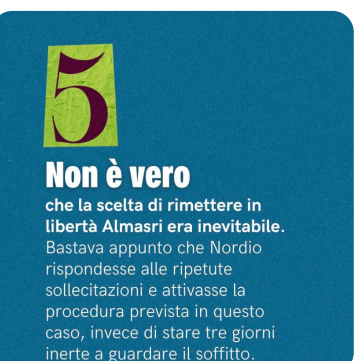 5
Non è vero
che la scelta di rimettere in
libertà Almasri era inevitabile.
Bastava appunto che Nordio
rispondesse alle ripetute
sollecitazioni e attivasse la
procedura prevista in questo
caso, invece di stare tre giorni
inerte a guardare il soffitto.